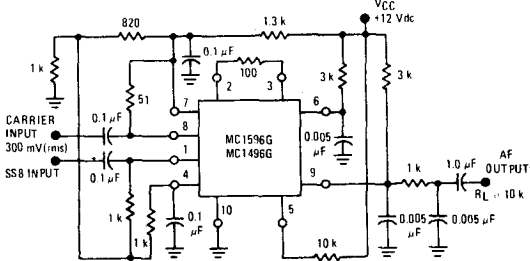 VCC
+12 Vdc
820
1.3 k
0.1 µF
1 k
100
3 k
3 k
51
2
3
7
6
CARRIER
INPUT
300 mV(rms)
0.1 µF
8
MC1596G
MC1496G
0.005
µF
SSB INPUT
0.1 µF
1
4
9
1 k
1.0 µF
AF
OUTPUT
RL = 10 k
1 k
1 k
0.1
µF
10
5
10 k
0.005
µF
0.005 µF